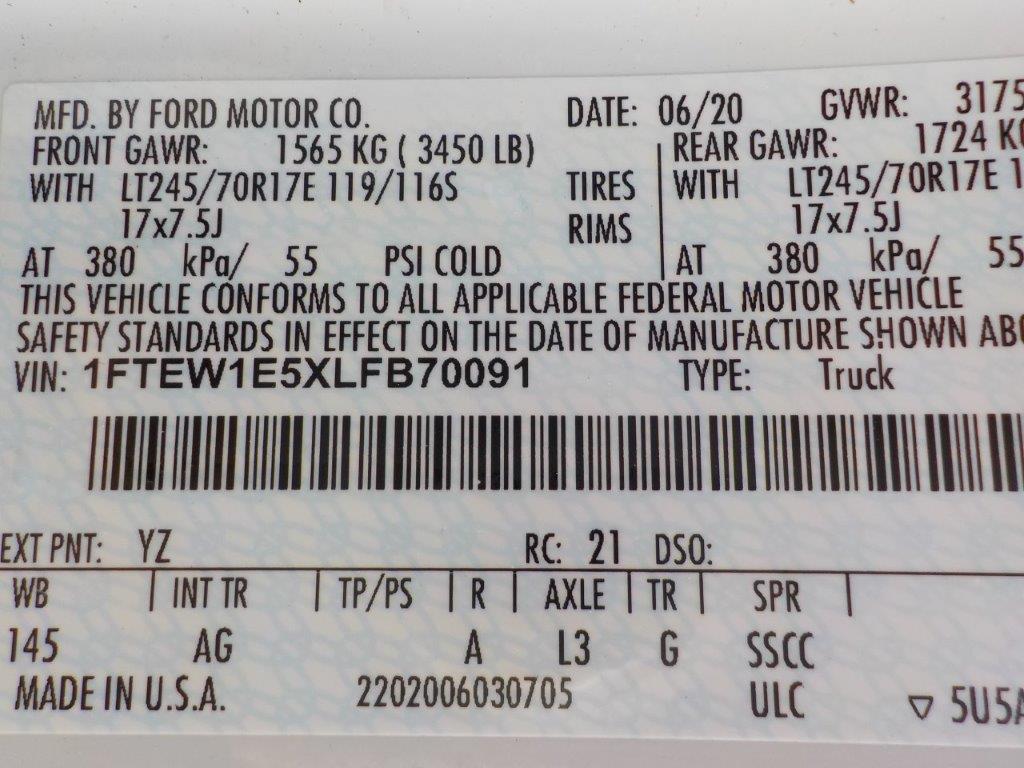 MFD. BY FORD MOTOR CO. DATE: 06/20 GVWR: 3175
FRONT GAWR: 1565 KG ( 3450 LB) REAR GAWR: 1724 KG
WITH LT245/70R17E 119/116S TIRES WITH LT245/70R17E 1
17x7.5J RIMS 17x7.5J
AT 380 kPa/ 55 PSI COLD AT 380 kPa/ 55
THIS VEHICLE CONFORMS TO ALL APPLICABLE FEDERAL MOTOR VEHICLE
SAFETY STANDARDS IN EFFECT ON THE DATE OF MANUFACTURE SHOWN ABO
VIN: 1FTEW1E5XLFB70091 TYPE: Truck
EXT PNT: YZ RC: 21 DSO:
WB INT TR TP/PS R AXLE TR SPR
145 AG A L3 G SSCC
MADE IN U.S.A. 2202006030705 ULC ▽ 5U5A